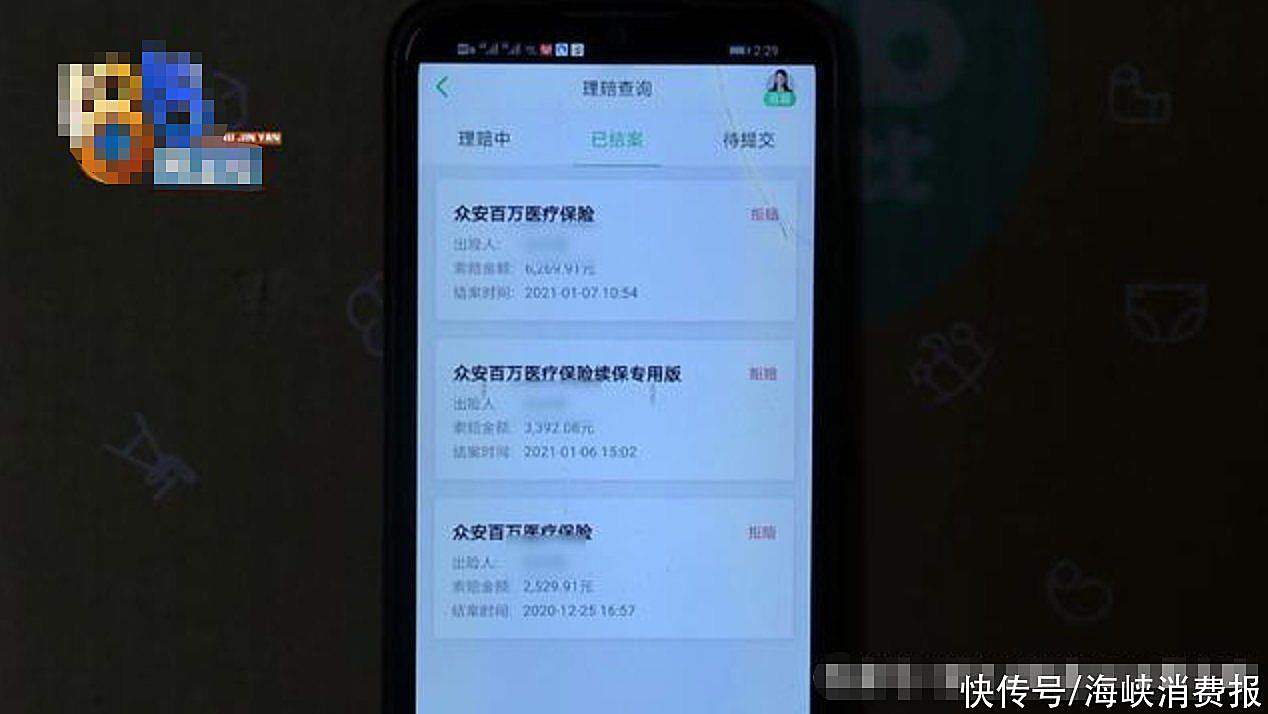 2:29
理赔查询
理赔中
已结案
待提交
众安百万医疗保险
拒赔
出险人:
索赔金额: 6,269.91元
结案时间: 2021-01-07 10:54
众安百万医疗保险续保专用版
拒赔
出险人
索赔金额: 3,392.08元
结案时间: 2021-01-06 15:02
众安百万医疗保险
拒赔
出险人:
索赔金额: 2,529.91元
结案时间: 2020-12-25 16:57
快传号/海峡消费报